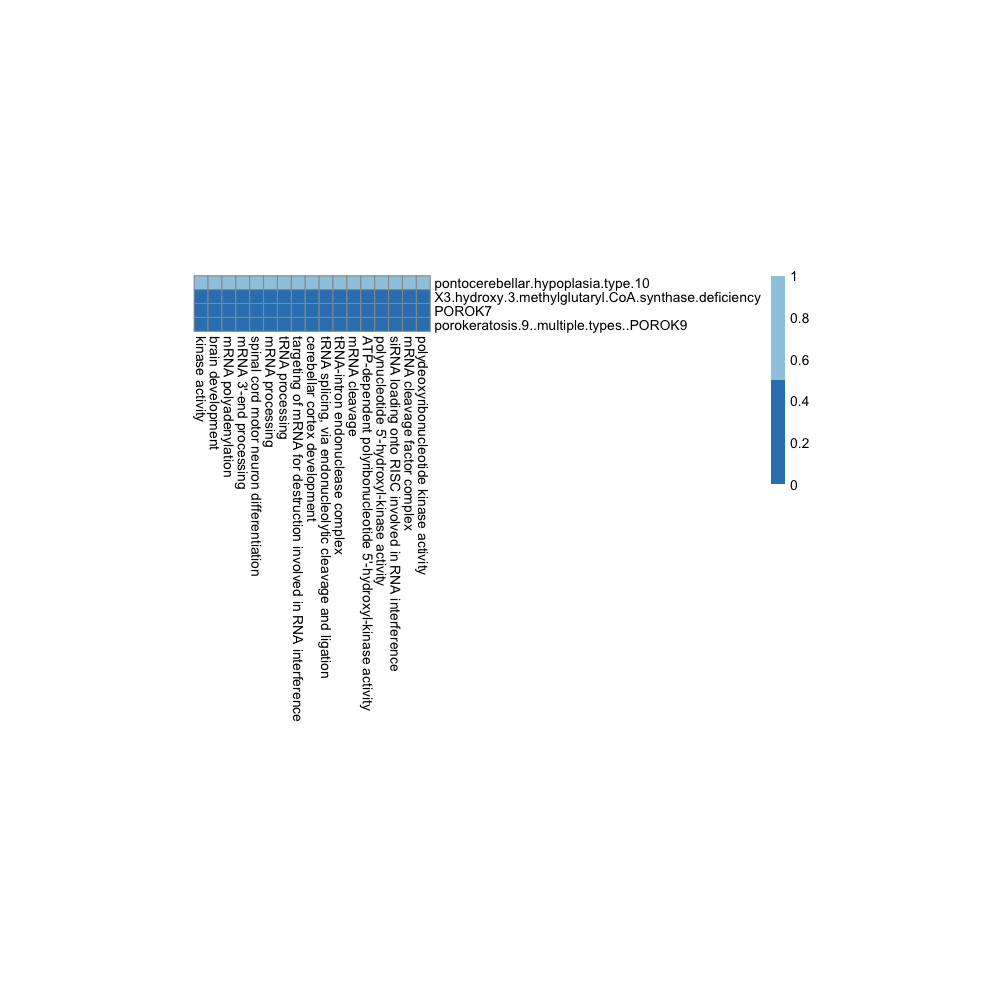 pontocerebellar.hypoplasia.type.10
X3.hydroxy.3.methylglutaryl.CoA.synthase.deficiency
POROK7
porokeratosis.9..multiple.types..POROK9
1
0.8
0.6
0.4
0.2
0
kinase activity
brain development
mRNA polyadenylation
mRNA 3'-end processing
spinal cord motor neuron differentiation
mRNA processing
tRNA processing
targeting of mRNA for destruction involved in RNA interference
cerebellar cortex development
tRNA splicing, via endonucleolytic cleavage and ligation
tRNA-intron endonuclease complex
mRNA cleavage
ATP-dependent polyribonucleotide 5'-hydroxyl-kinase activity
polynucleotide 5'-hydroxyl-kinase activity
siRNA loading onto RISC involved in RNA interference
mRNA cleavage factor complex
polydeoxyribonucleotide kinase activity